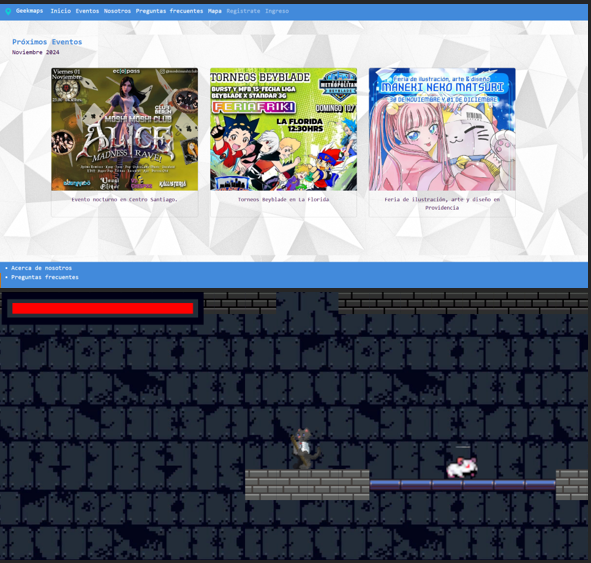 Geekmaps Inicio Eventos Nosotros Preguntas frecuentes Mapa Registrate Ingreso
Próximos Eventos
Noviembre 2024
Viernes 01
Noviembre
ecopass
MOSHI MOSHI CLUB
ALICE
MADNESS RAVE!
TORNEOS BEYBLADE
BURST Y MFB 15° FECHA LIGA
BEYBLADE X STANDAR 3G
METROPOLITAN
FERIAFRIKI
DOMINGO
LA FLORIDA
12:30HRS
Feria de ilustración, arte & diseño
MANEKI NEKO MATSURI
30 DE NOVIEMBRE Y 01 DE DICIEMBRE
Evento nocturno en Centro Santiago.
Torneos Beyblade en La Florida
Feria de ilustración, arte y diseño en
Providencia
• Acerca de nosotros
• Preguntas frecuentes